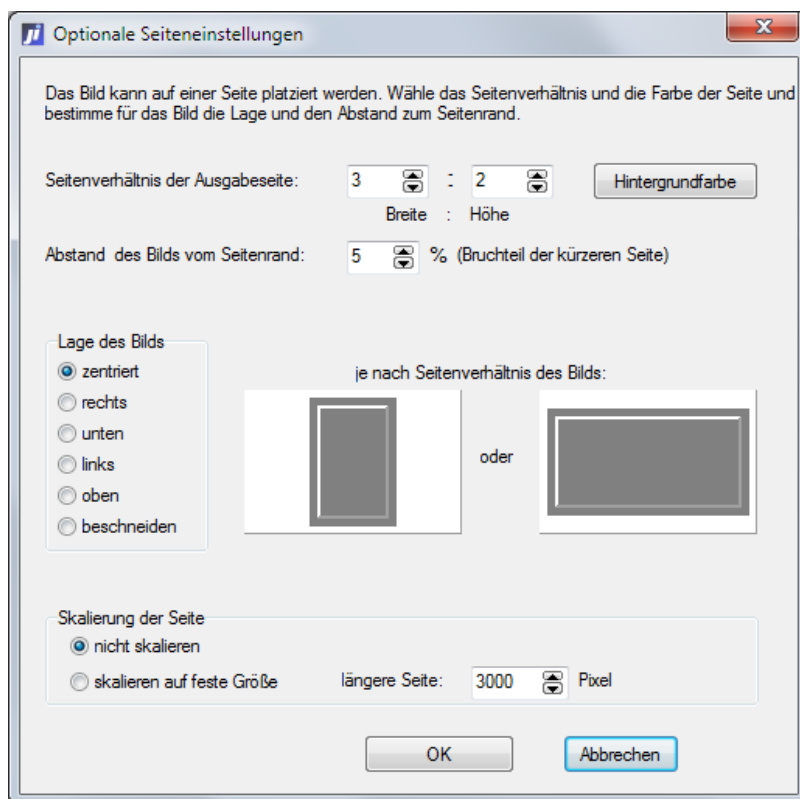 ji Optionale Seiteneinstellungen
Das Bild kann auf einer Seite platziert werden. Wähle das Seitenverhältnis und die Farbe der Seite und
bestimme für das Bild die Lage und den Abstand zum Seitenrand.
Seitenverhältnis der Ausgabeseite: 3 : 2 Hintergrundfarbe
Breite : Höhe
Abstand des Bilds vom Seitenrand: 5 % (Bruchteil der kürzeren Seite)
Lage des Bilds
zentriert
rechts
unten
links
oben
beschneiden
je nach Seitenverhältnis des Bilds:
oder
Skalierung der Seite
nicht skalieren
skalieren auf feste Größe längere Seite: 3000 Pixel
OK Abbrechen